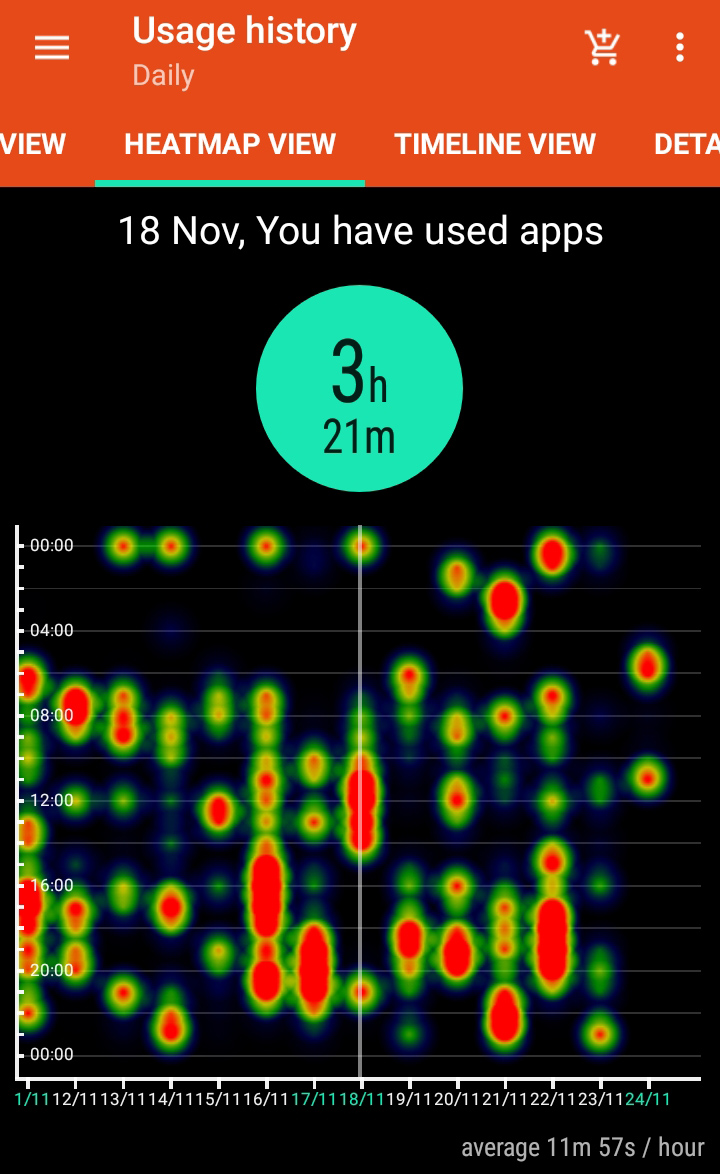 Usage history
Daily
VIEW HEATMAP VIEW TIMELINE VIEW DETA
18 Nov, You have used apps
3h
21m
00:00
04:00
08:00
12:00
16:00
20:00
00:00
1/11 12/11 13/11 14/11 15/11 16/11 17/11 18/11 19/11 20/11 21/11 22/11 23/11 24/11
average 11m 57s / hour